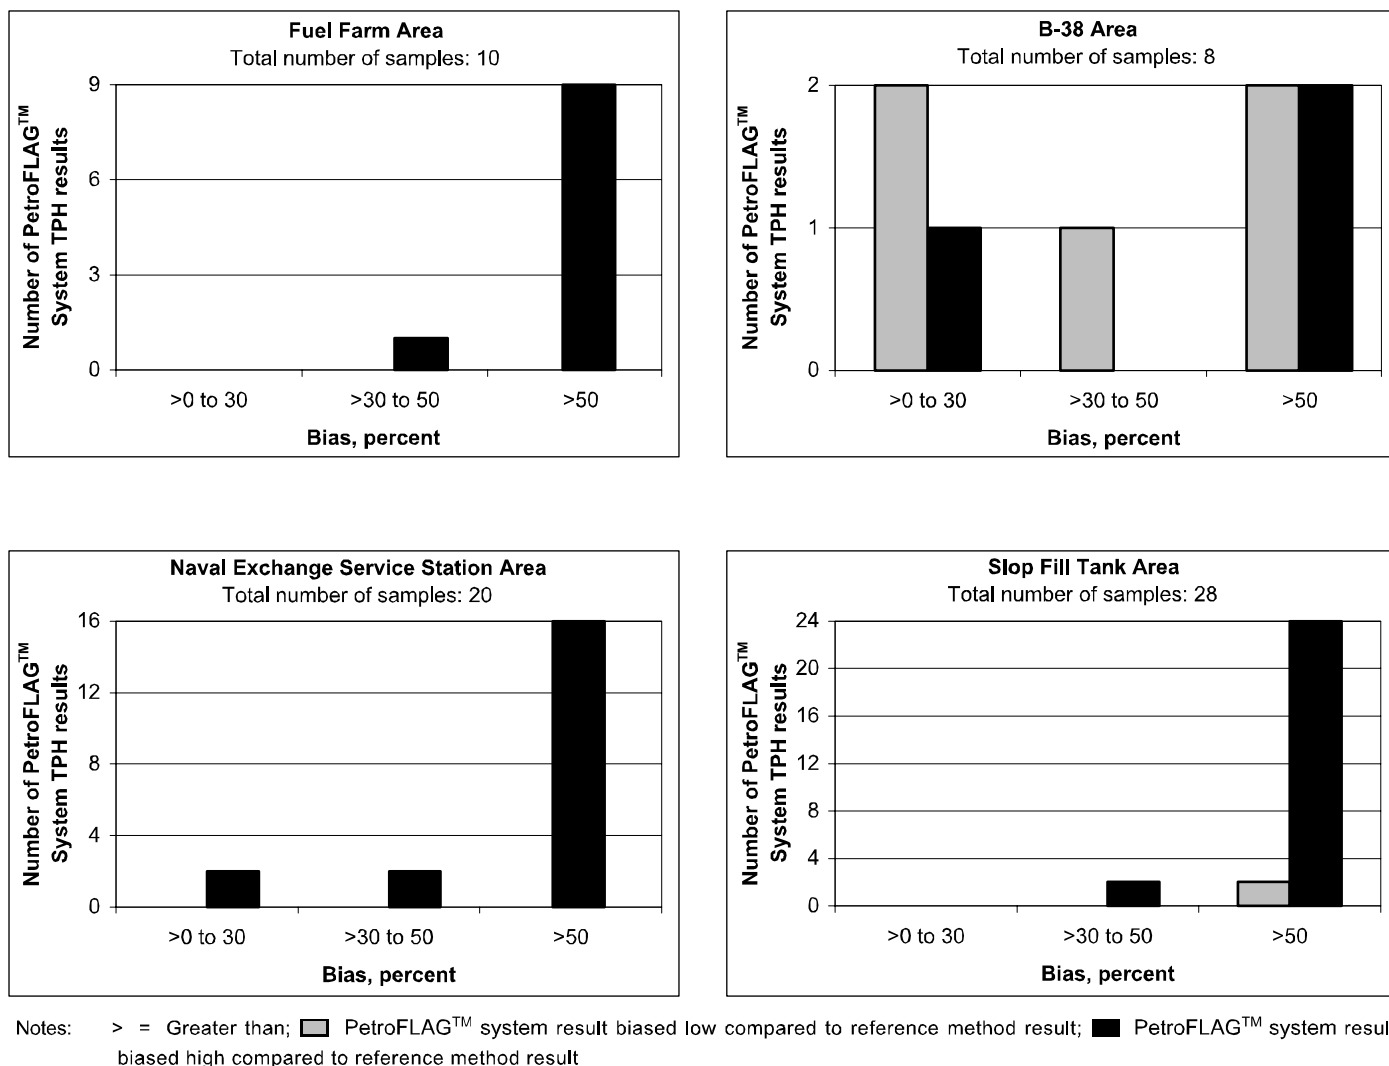 Fuel Farm Area
Total number of samples: 10
Number of PetroFLAG™
System TPH results
9
6
3
0
>0 to 30 >30 to 50 >50
Bias, percent
B-38 Area
Total number of samples: 8
Number of PetroFLAG™
System TPH results
2
1
0
>0 to 30 >30 to 50 >50
Bias, percent
Naval Exchange Service Station Area
Total number of samples: 20
Number of PetroFLAG™
System TPH results
16
12
8
4
0
>0 to 30 >30 to 50 >50
Bias, percent
Slop Fill Tank Area
Total number of samples: 28
Number of PetroFLAG™
System TPH results
24
20
16
12
8
4
0
>0 to 30 >30 to 50 >50
Bias, percent
Notes: > = Greater than; PetroFLAG™ system result biased low compared to reference method result; PetroFLAG™ system resul
biased high compared to reference method result